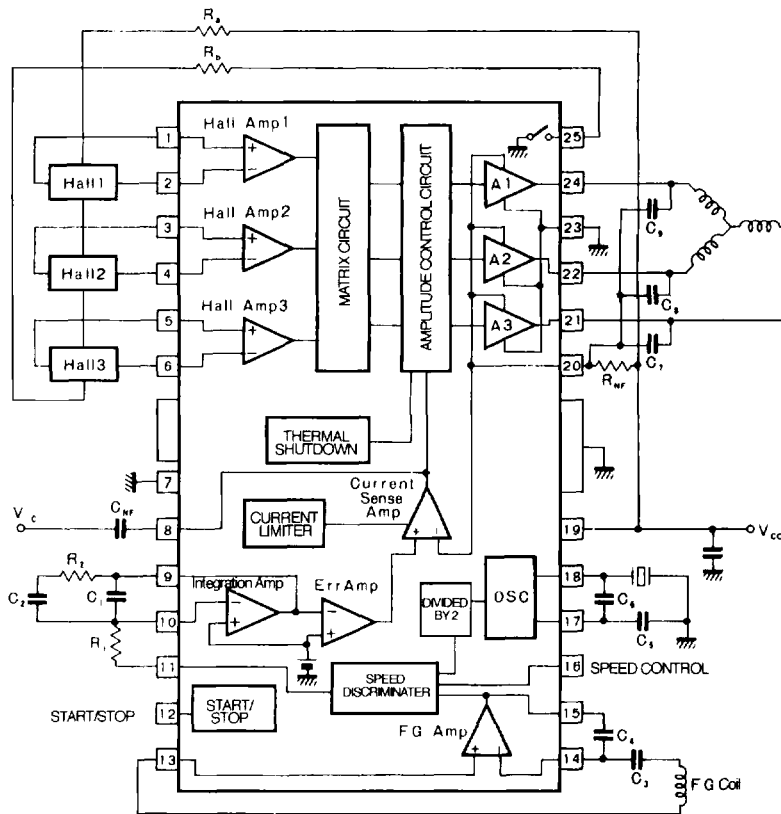 Ra
Rb
1
Hall Amp1
25
Hall1
2
A1
24
C9
3
Hall Amp2
23
MATRIX CIRCUIT
AMPLITUDE CONTROL CIRCUIT
Hall2
4
A2
22
C8
5
Hall Amp3
21
A3
C7
Hall3
6
20
RNF
THERMAL
SHUTDOWN
7
Current
Sense
Amp
Vc
CNF
8
CURRENT
LIMITER
19
Vcc
R2
9
Integration Amp
Err Amp
18
C2
C1
DIVIDED
BY2
OSC
C6
10
17
C5
R1
11
16
SPEED CONTROL
SPEED
DISCRIMINATER
START/STOP
12
START/
STOP
15
FG Amp
C4
13
14
C3
FG Coil